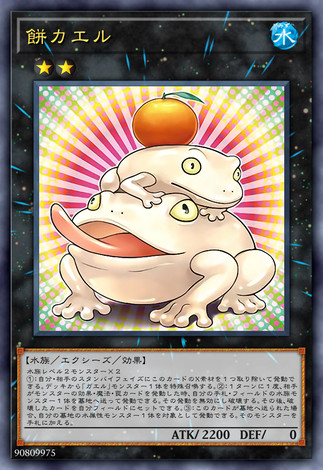 餅カエル
水
【水族／エクシーズ／効果】
水族レベル２モンスター×２
①：自分・相手のスタンバイフェイズにこのカードのX素材を１つ取り除いて発動で
きる。デッキから「ガエル」モンスター１体を特殊召喚する。②：１ターンに１度、相手
がモンスターの効果・魔法・罠カードを発動した時、自分の手札・フィールドの水族モ
ンスター１体を墓地へ送って発動できる。その発動を無効にし破壊する。その後、破
壊したカードを自分フィールドにセットできる。③：このカードが墓地へ送られた場
合、自分の墓地の水属性モンスター１体を対象として発動できる。そのモンスターを
手札に加える。
ATK/ 2200 DEF/ 0
90809975